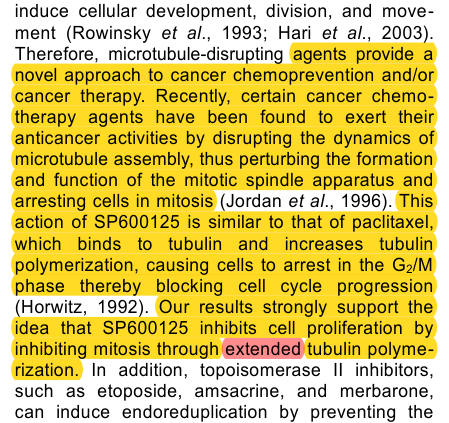 induce cellular development, division, and move-
ment (Rowinsky et al., 1993; Hari et al., 2003).
Therefore, microtubule-disrupting agents provide a
novel approach to cancer chemoprevention and/or
cancer therapy. Recently, certain cancer chemo-
therapy agents have been found to exert their
anticancer activities by disrupting the dynamics of
microtubule assembly, thus perturbing the formation
and function of the mitotic spindle apparatus and
arresting cells in mitosis (Jordan et al., 1996). This
action of SP600125 is similar to that of paclitaxel,
which binds to tubulin and increases tubulin
polymerization, causing cells to arrest in the G₂/M
phase thereby blocking cell cycle progression
(Horwitz, 1992). Our results strongly support the
idea that SP600125 inhibits cell proliferation by
inhibiting mitosis through extended tubulin polyme-
rization. In addition, topoisomerase II inhibitors,
such as etoposide, amsacrine, and merbarone,
can induce endoreduplication by preventing the